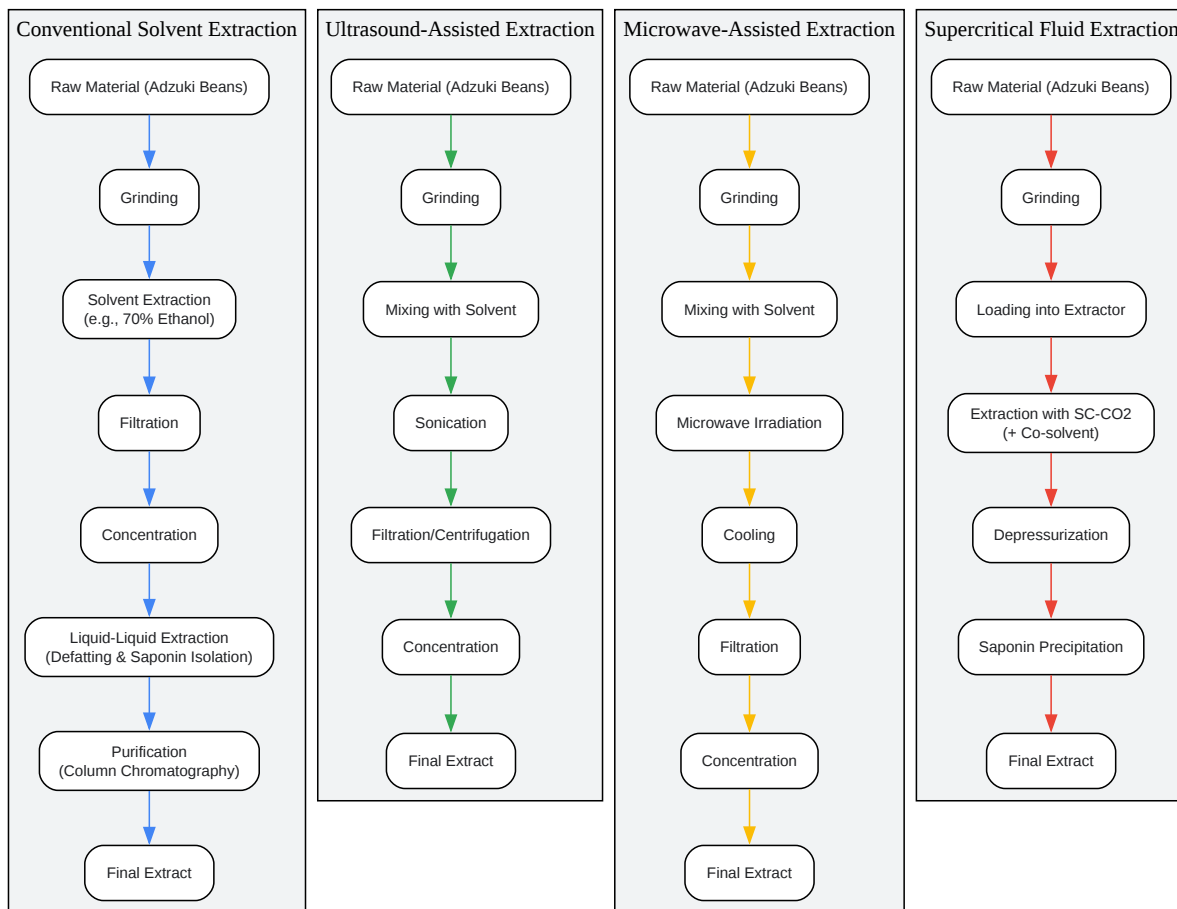 Conventional Solvent Extraction
Raw Material (Adzuki Beans)
Grinding
Solvent Extraction
(e.g., 70% Ethanol)
Filtration
Concentration
Liquid-Liquid Extraction
(Defatting & Saponin Isolation)
Purification
(Column Chromatography)
Final Extract
Ultrasound-Assisted Extraction
Raw Material (Adzuki Beans)
Grinding
Mixing with Solvent
Sonication
Filtration/Centrifugation
Concentration
Final Extract
Microwave-Assisted Extraction
Raw Material (Adzuki Beans)
Grinding
Mixing with Solvent
Microwave Irradiation
Cooling
Filtration
Concentration
Final Extract
Supercritical Fluid Extraction
Raw Material (Adzuki Beans)
Grinding
Loading into Extractor
Extraction with SC-CO2
(+ Co-solvent)
Depressurization
Saponin Precipitation
Final Extract